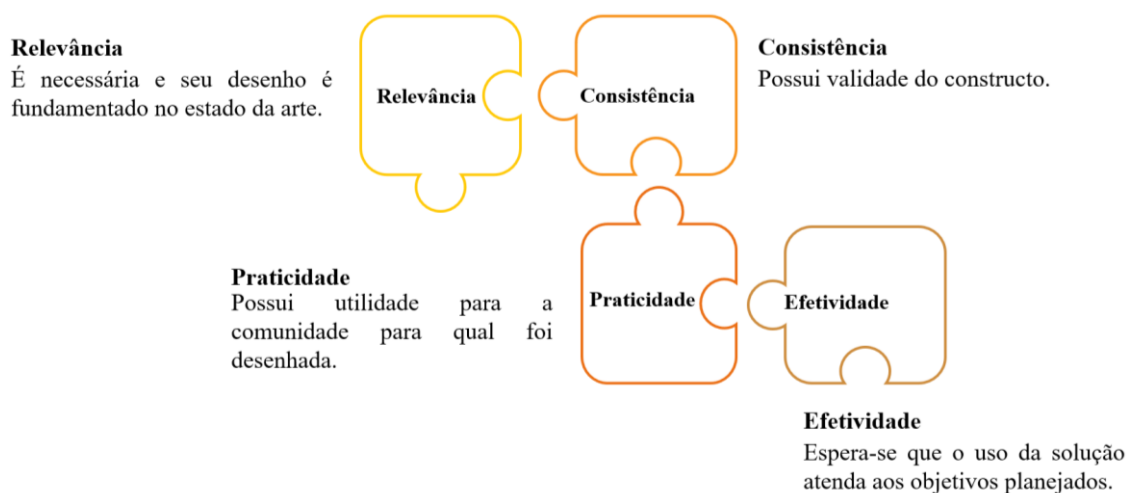 Relevância
É necessária e seu desenho é
fundamentado no estado da arte.
Relevância
Consistência
Consistência
Possui validade do constructo.
Praticidade
Possui utilidade para a
comunidade para qual foi
desenhada.
Praticidade
Efetividade
Efetividade
Espera-se que o uso da solução
atenda aos objetivos planejados.